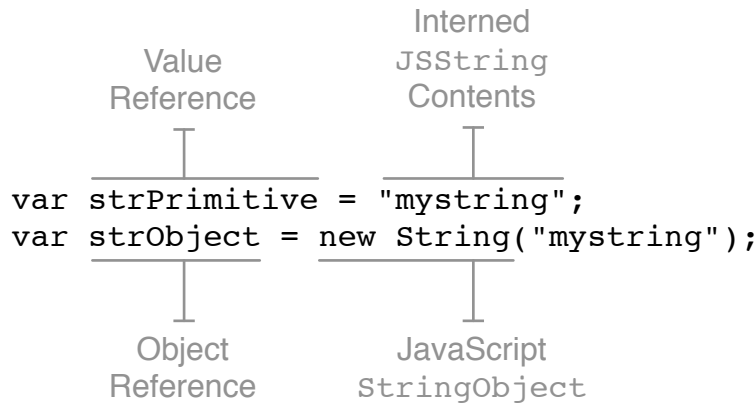 Interned
Value JSString
Reference Contents
var strPrimitive = "mystring";
var strObject = new String("mystring");
Object JavaScript
Reference StringObject